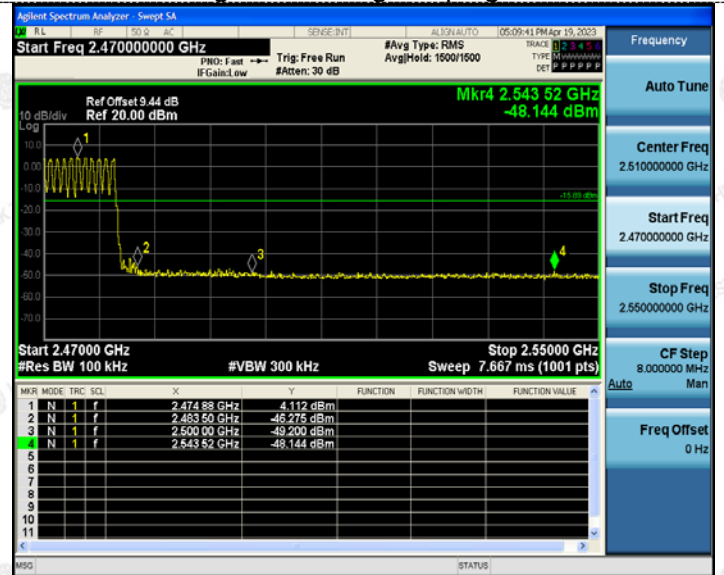 Agilent Spectrum Analyzer - Swept SA
RL RF 50 Ω AC SENSE:INT ALIGNAUTO 05:09:41 PM Apr 19, 2023
Start Freq 2.470000000 GHz
PNO: Fast
IFGain:Low
Trig: Free Run
#Atten: 30 dB
#Avg Type: RMS
Avg|Hold: 1500/1500
TRACE 1 2 3 4 5 6
TYPE M
DET P P P P P P
Ref Offset 9.44 dB
10 dB/div Ref 20.00 dBm
Log
Mkr4 2.543 52 GHz
-48.144 dBm
10.0
0.00
-10.0
-20.0
-30.0
-40.0
-50.0
-60.0
-70.0
1
2
3
4
-15.89 dBm
Start 2.47000 GHz Stop 2.55000 GHz
#Res BW 100 kHz #VBW 300 kHz Sweep 7.667 ms (1001 pts)
MKR MODE TRC SCL X Y FUNCTION FUNCTION WIDTH FUNCTION VALUE
1 N 1 f 2.474 88 GHz 4.112 dBm
2 N 1 f 2.483 50 GHz -46.275 dBm
3 N 1 f 2.500 00 GHz -49.200 dBm
4 N 1 f 2.543 52 GHz -48.144 dBm
5
6
7
8
9
10
11
MSG STATUS
Frequency
Auto Tune
Center Freq
2.510000000 GHz
Start Freq
2.470000000 GHz
Stop Freq
2.550000000 GHz
CF Step
8.000000 MHz
Auto Man
Freq Offset
0 Hz